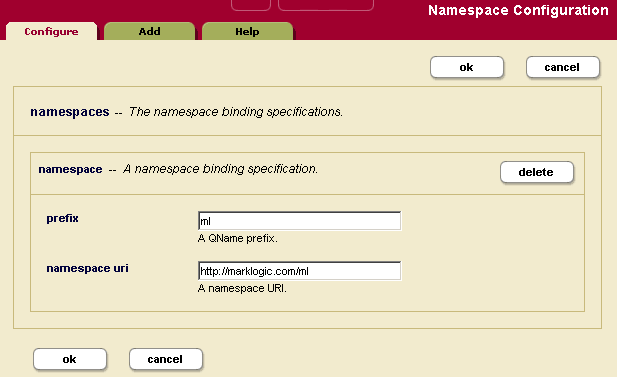 Namespace Configuration
Configure Add Help
ok cancel
namespaces -- The namespace binding specifications.
namespace -- A namespace binding specification. delete
prefix ml
A QName prefix.
namespace uri http://marklogic.com/ml
A namespace URI.
ok cancel